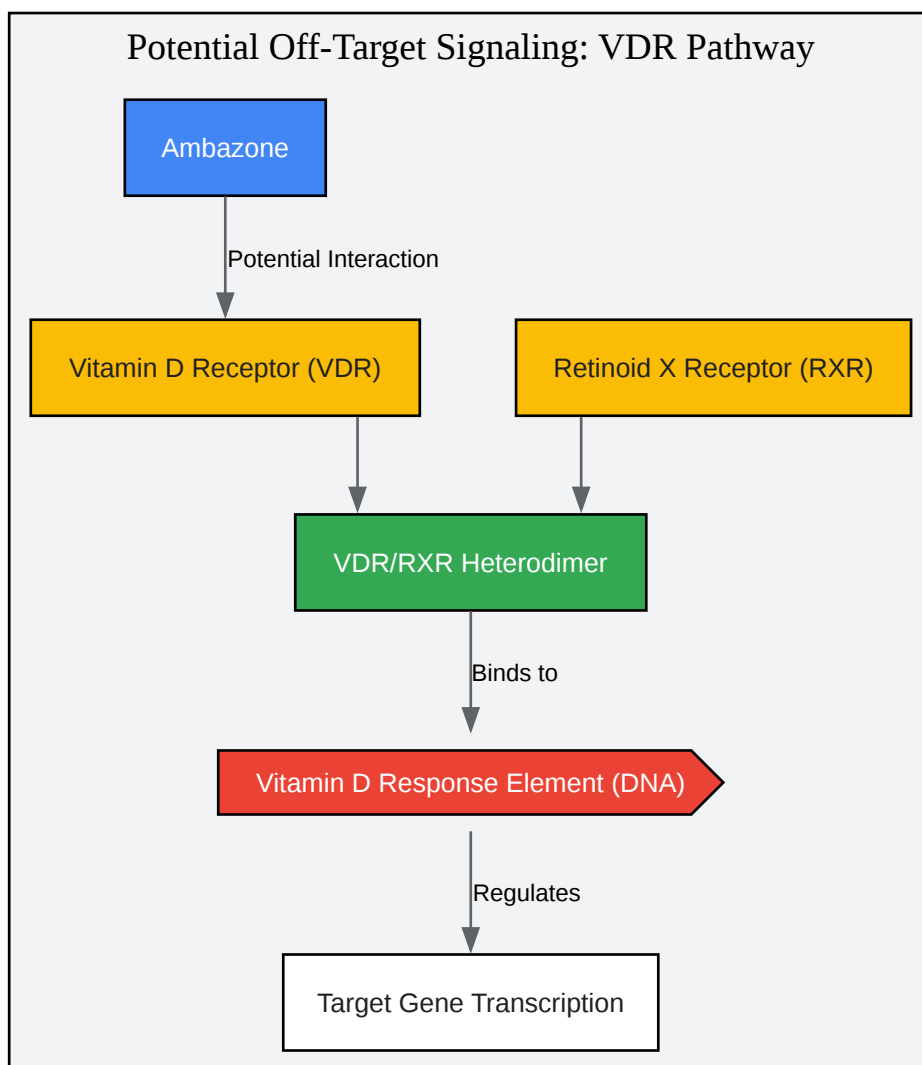 Potential Off-Target Signaling: VDR Pathway
Ambazone
Potential Interaction
Vitamin D Receptor (VDR)
Retinoid X Receptor (RXR)
VDR/RXR Heterodimer
Binds to
Vitamin D Response Element (DNA)
Regulates
Target Gene Transcription